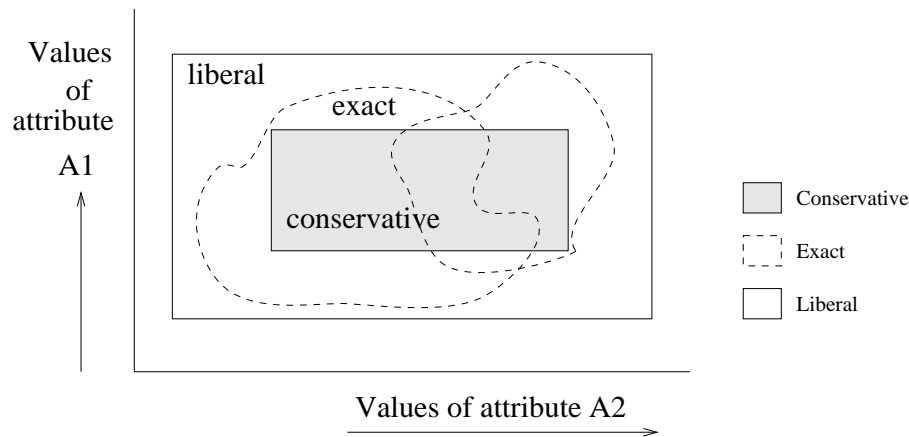 Values
of
attribute
A1
liberal
exact
conservative
Conservative
Exact
Liberal
Values of attribute A2